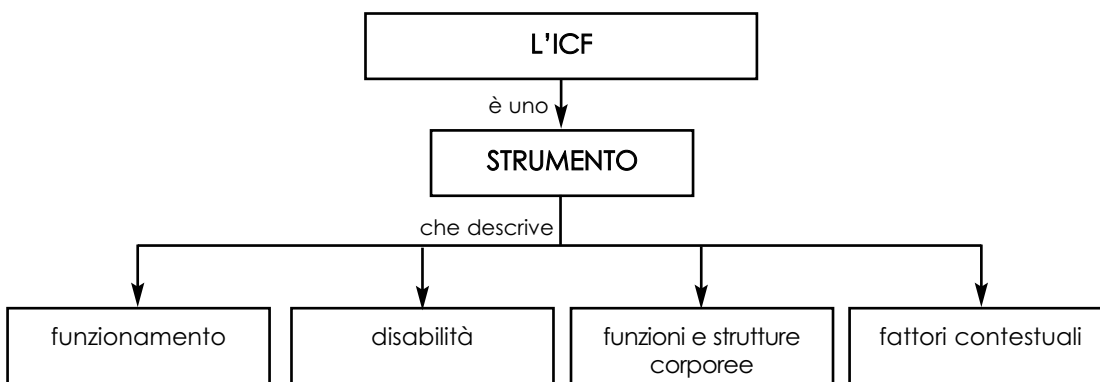 L'ICF
è uno
STRUMENTO
che descrive
funzionamento
disabilità
funzioni e strutture
corporee
fattori contestuali